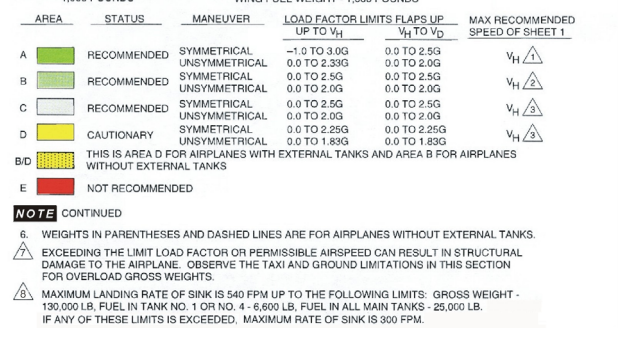 AREA STATUS MANEUVER LOAD FACTOR LIMITS FLAPS UP MAX RECOMMENDED
UP TO VH VH TO VD SPEED OF SHEET 1
A RECOMMENDED SYMMETRICAL –1.0 TO 3.0G 0.0 TO 2.5G VH 1
UNSYMMETRICAL 0.0 TO 2.33G 0.0 TO 2.0G
B RECOMMENDED SYMMETRICAL 0.0 TO 2.5G 0.0 TO 2.5G VH 2
UNSYMMETRICAL 0.0 TO 2.0G 0.0 TO 2.0G
C RECOMMENDED SYMMETRICAL 0.0 TO 2.5G 0.0 TO 2.5G VH 3
UNSYMMETRICAL 0.0 TO 2.0G 0.0 TO 2.0G
D CAUTIONARY SYMMETRICAL 0.0 TO 2.25G 0.0 TO 2.25G VH 3
UNSYMMETRICAL 0.0 TO 1.83G 0.0 TO 1.83G
B/D THIS IS AREA D FOR AIRPLANES WITH EXTERNAL TANKS AND AREA B FOR AIRPLANES
WITHOUT EXTERNAL TANKS
E NOT RECOMMENDED
NOTE CONTINUED
6. WEIGHTS IN PARENTHESES AND DASHED LINES ARE FOR AIRPLANES WITHOUT EXTERNAL TANKS.
7 EXCEEDING THE LIMIT LOAD FACTOR OR PERMISSIBLE AIRSPEED CAN RESULT IN STRUCTURAL
DAMAGE TO THE AIRPLANE. OBSERVE THE TAXI AND GROUND LIMITATIONS IN THIS SECTION
FOR OVERLOAD GROSS WEIGHTS.
8 MAXIMUM LANDING RATE OF SINK IS 540 FPM UP TO THE FOLLOWING LIMITS: GROSS WEIGHT -
130,000 LB, FUEL IN TANK NO. 1 OR NO. 4 - 6,600 LB, FUEL IN ALL MAIN TANKS - 25,000 LB.
IF ANY OF THESE LIMITS IS EXCEEDED, MAXIMUM RATE OF SINK IS 300 FPM.